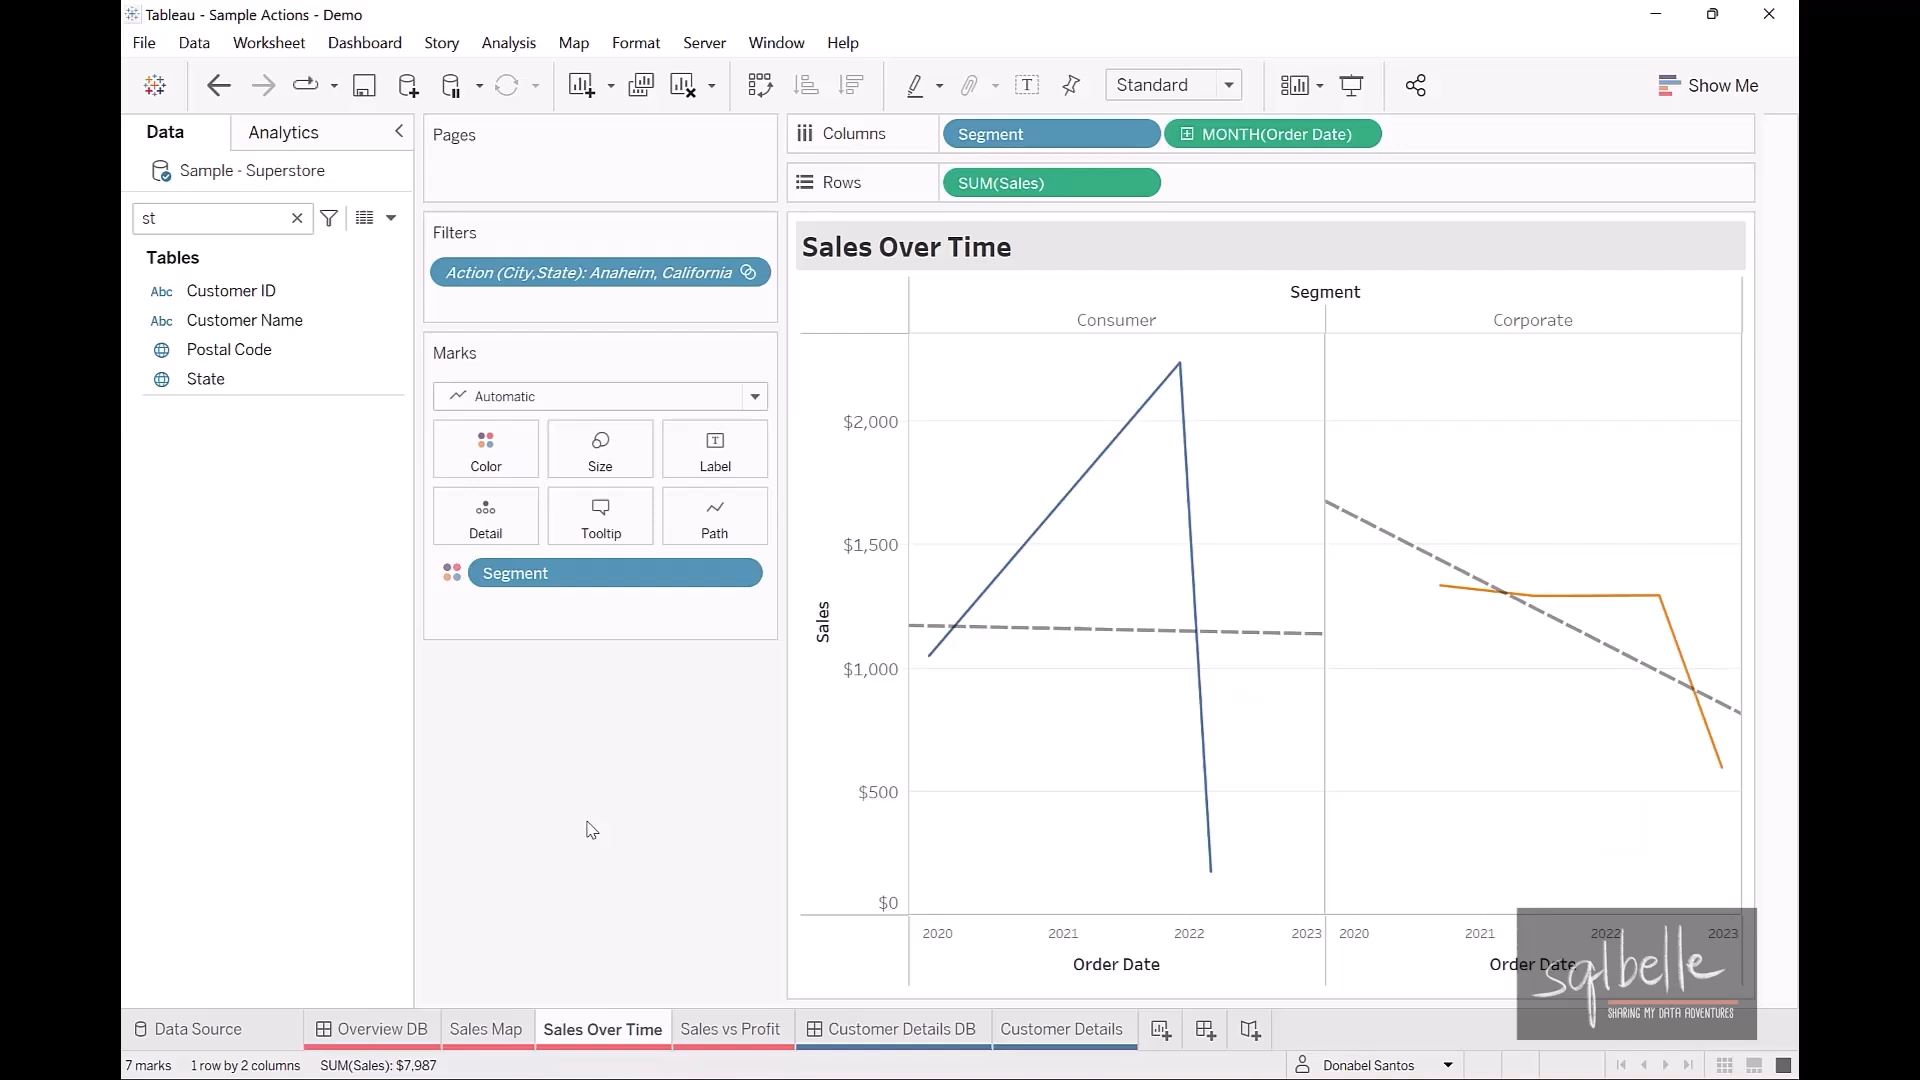 Tableau - Sample Actions - Demo
File Data Worksheet Dashboard Story Analysis Map Format Server Window Help
Standard
Show Me
Data Analytics
Sample - Superstore
st
Tables
Abc Customer ID
Abc Customer Name
Postal Code
State
Pages
Filters
Action (City,State): Anaheim, California
Marks
Automatic
Color Size Label
Detail Tooltip Path
Segment
Columns Segment MONTH(Order Date)
Rows SUM(Sales)
Sales Over Time
Segment
Consumer Corporate
Sales
$2,000
$1,500
$1,000
$500
$0
2020 2021 2022 2023 2020 2021 2022 2023
Order Date Order Date
sqlbelle
SHARING MY DATA ADVENTURES
Data Source Overview DB Sales Map Sales Over Time Sales vs Profit Customer Details DB Customer Details
7 marks 1 row by 2 columns SUM(Sales): $7,987 Donabel Santos